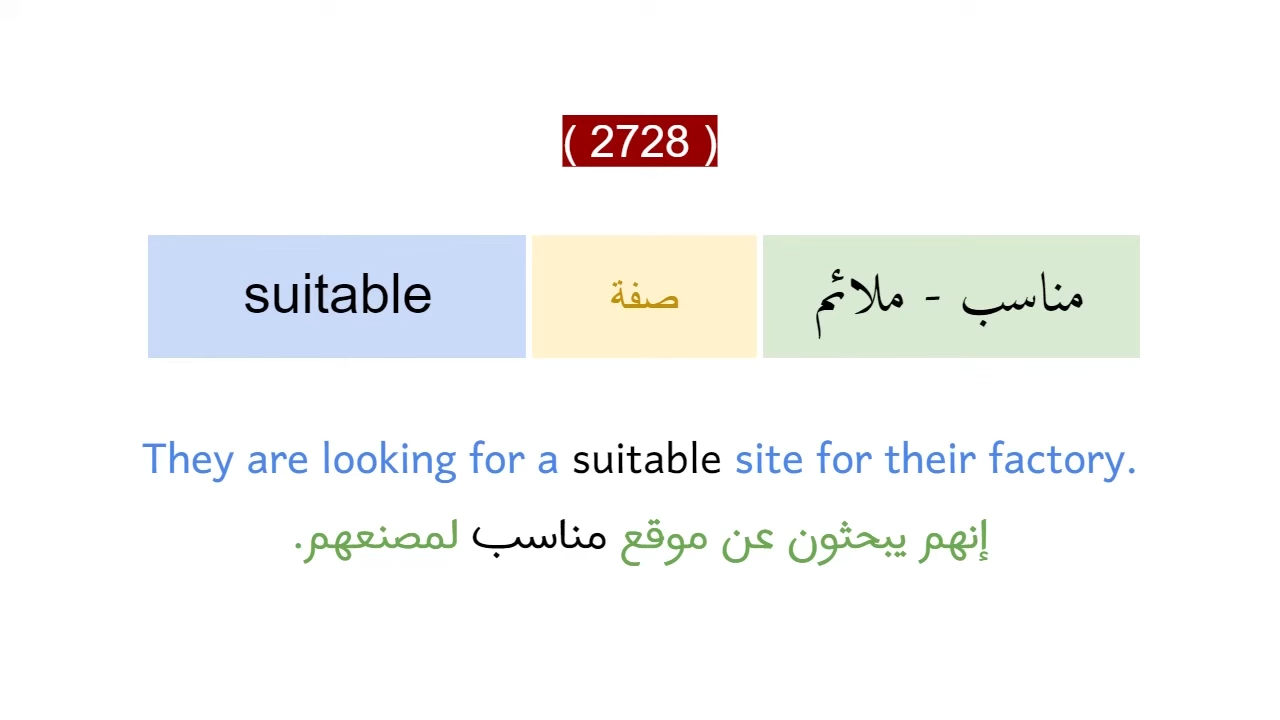 ( 2728 )
suitable صفة مناسب - ملائم
They are looking for a suitable site for their factory.
إنهم يبحثون عن موقع مناسب لمصنعهم.